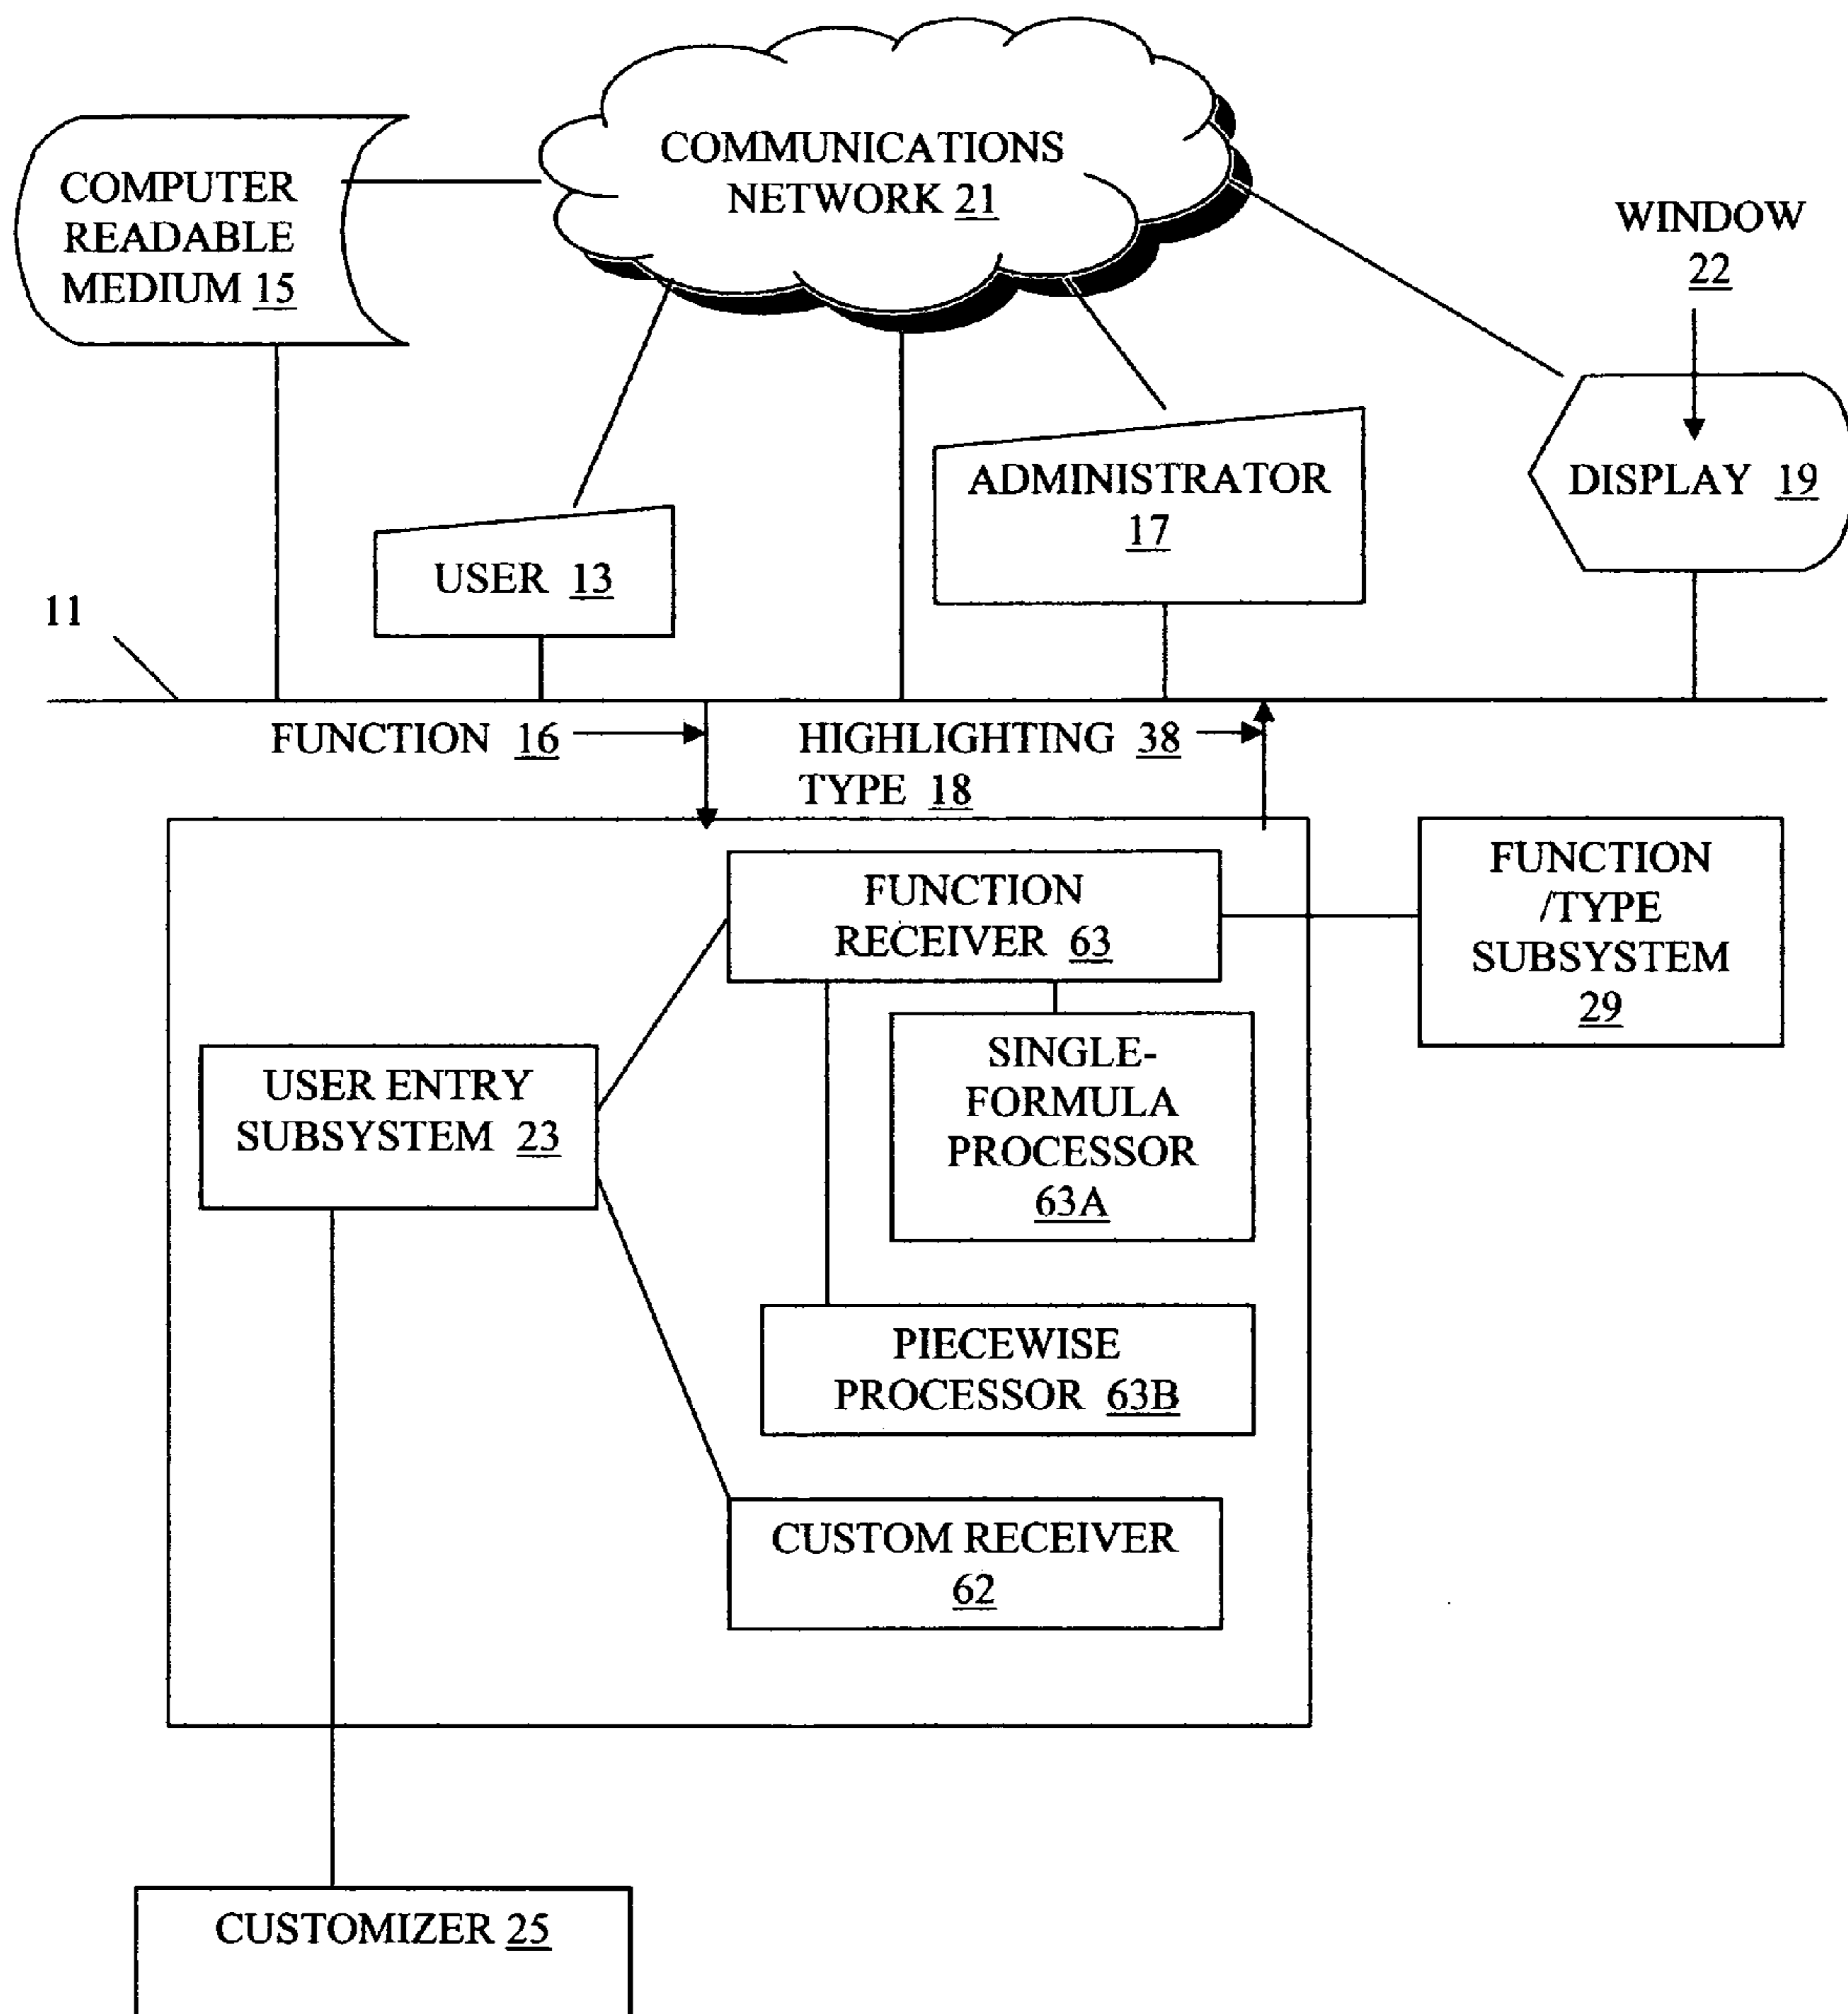 COMMUNICATIONS
NETWORK 21
COMPUTER
READABLE
MEDIUM 15
WINDOW
22
ADMINISTRATOR
17
DISPLAY 19
USER 13
11
FUNCTION 16
HIGHLIGHTING 38
TYPE 18
FUNCTION
RECEIVER 63
FUNCTION
/TYPE
SUBSYSTEM
29
SINGLE-
FORMULA
PROCESSOR
63A
USER ENTRY
SUBSYSTEM 23
PIECEWISE
PROCESSOR 63B
CUSTOM RECEIVER
62
CUSTOMIZER 25